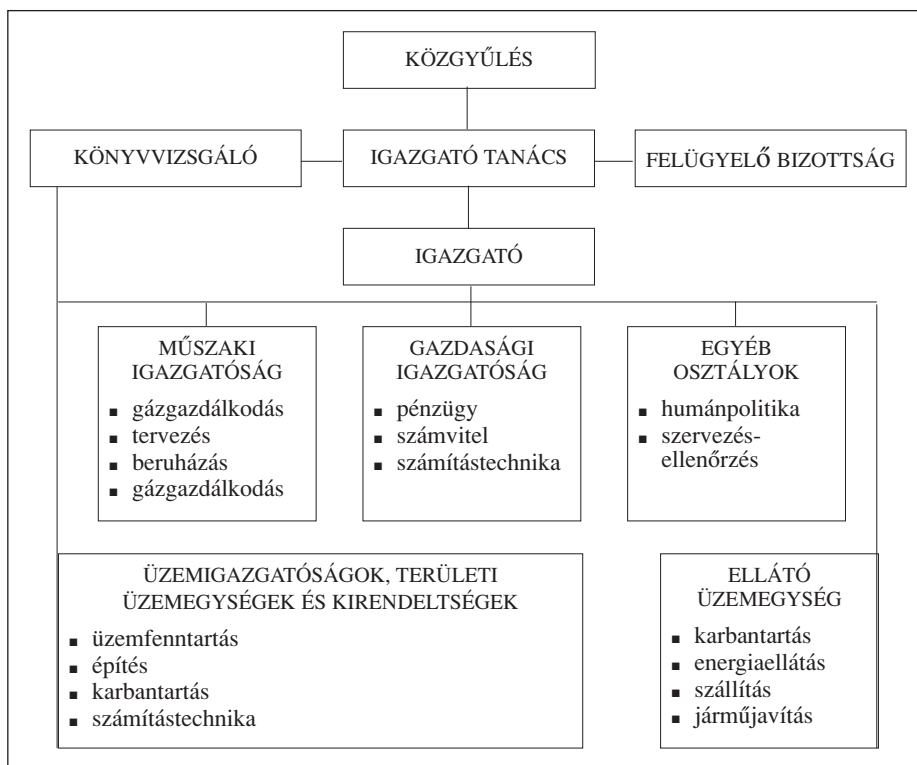 KÖZGYŰLÉS
KÖNYVVIZSGÁLÓ
IGAZGATÓ TANÁCS
FELÜGYELŐ BIZOTTSÁG
IGAZGATÓ
MŰSZAKI
IGAZGATÓSÁG
▪ gázgazdálkodás
▪ tervezés
▪ beruházás
▪ gázgazdálkodás
GAZDASÁGI
IGAZGATÓSÁG
▪ pénzügy
▪ számvitel
▪ számítástechnika
EGYÉB
OSZTÁLYOK
▪ humánpolitika
▪ szervezés-
ellenőrzés
ÜZEMIGAZGATÓSÁGOK, TERÜLETI
ÜZEMEGYSÉGEK ÉS KIRENDELTSÉGEK
▪ üzemfenntartás
▪ építés
▪ karbantartás
▪ számítástechnika
ELLÁTÓ
ÜZEMEGYSÉG
▪ karbantartás
▪ energiaellátás
▪ szállítás
▪ járműjavítás